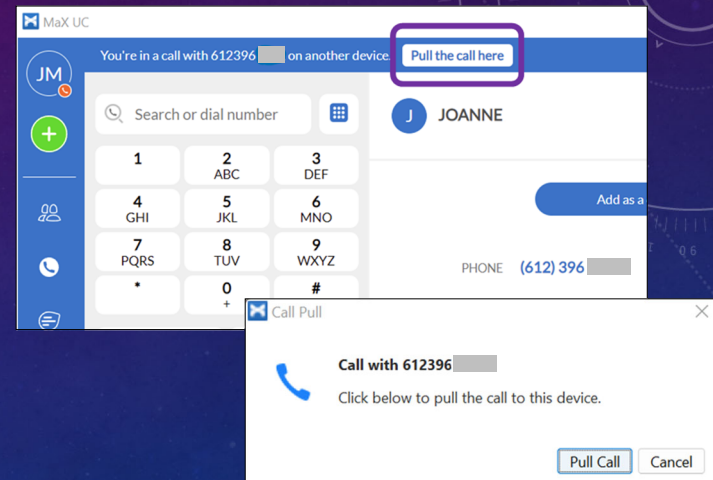 MaX UC
You're in a call with 612396 on another device. Pull the call here
JM
Search or dial number
J JOANNE
+
1 2 3
ABC DEF
4 5 6
GHI JKL MNO
Add as a
7 8 9
PQRS TUV WXYZ
PHONE (612) 396
* 0 #
+
Call Pull
Call with 612396
Click below to pull the call to this device.
Pull Call Cancel
0 6